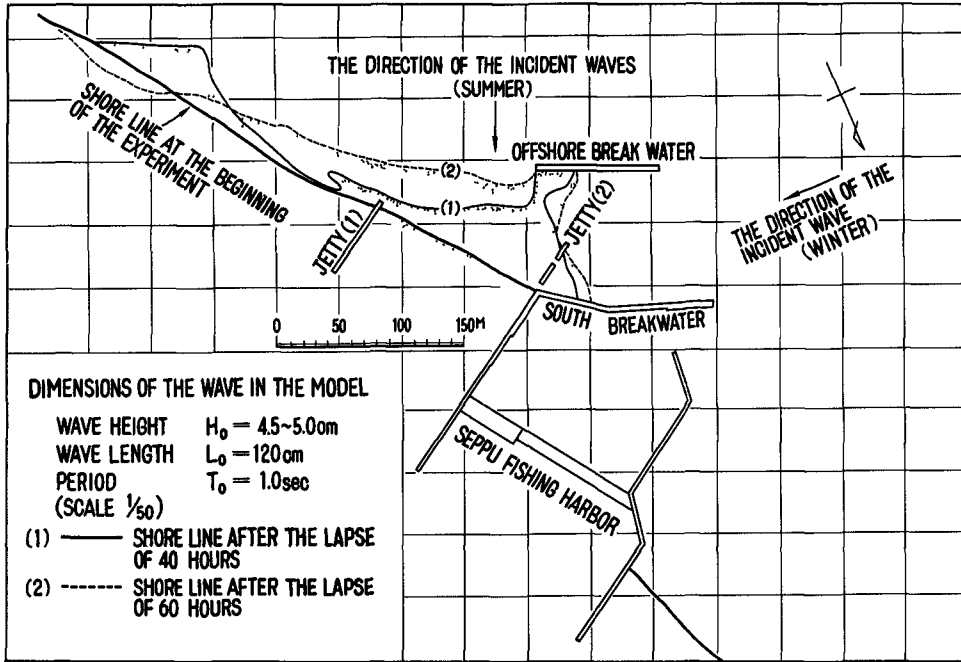 THE DIRECTION OF THE INCIDENT WAVES
(SUMMER)
SHORE LINE AT THE BEGINNING
OF THE EXPERIMENT
(2)
(1)
OFFSHORE BREAK WATER
JETTY(1)
JETTY(2)
THE DIRECTION OF THE
INCIDENT WAVE
(WINTER)
SOUTH BREAKWATER
0 50 100 150M
SEPPU FISHING HARBOR
DIMENSIONS OF THE WAVE IN THE MODEL
WAVE HEIGHT H₀ = 4.5~5.0cm
WAVE LENGTH L₀ = 120cm
PERIOD T₀ = 1.0sec
(SCALE 1/50)
(1) SHORE LINE AFTER THE LAPSE
OF 40 HOURS
(2) SHORE LINE AFTER THE LAPSE
OF 60 HOURS